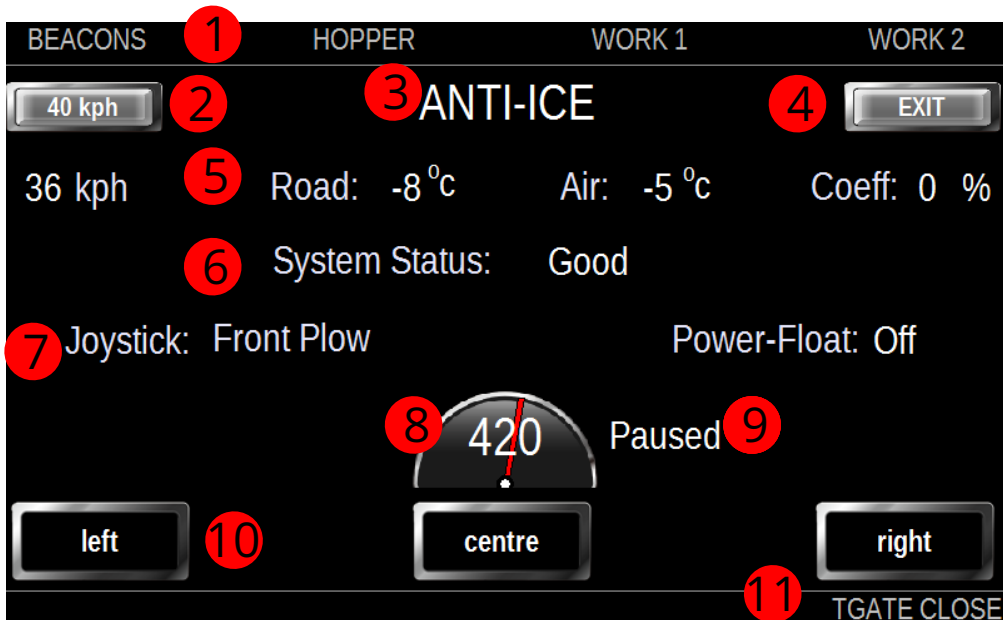 BEACONS 1 HOPPER WORK 1 WORK 2
40 kph 2 3 ANTI-ICE 4 EXIT
36 kph 5 Road: -8 °c Air: -5 °c Coeff: 0 %
6 System Status: Good
7 Joystick: Front Plow Power-Float: Off
8 420 Paused 9
left 10 centre right
11 TGATE CLOSE